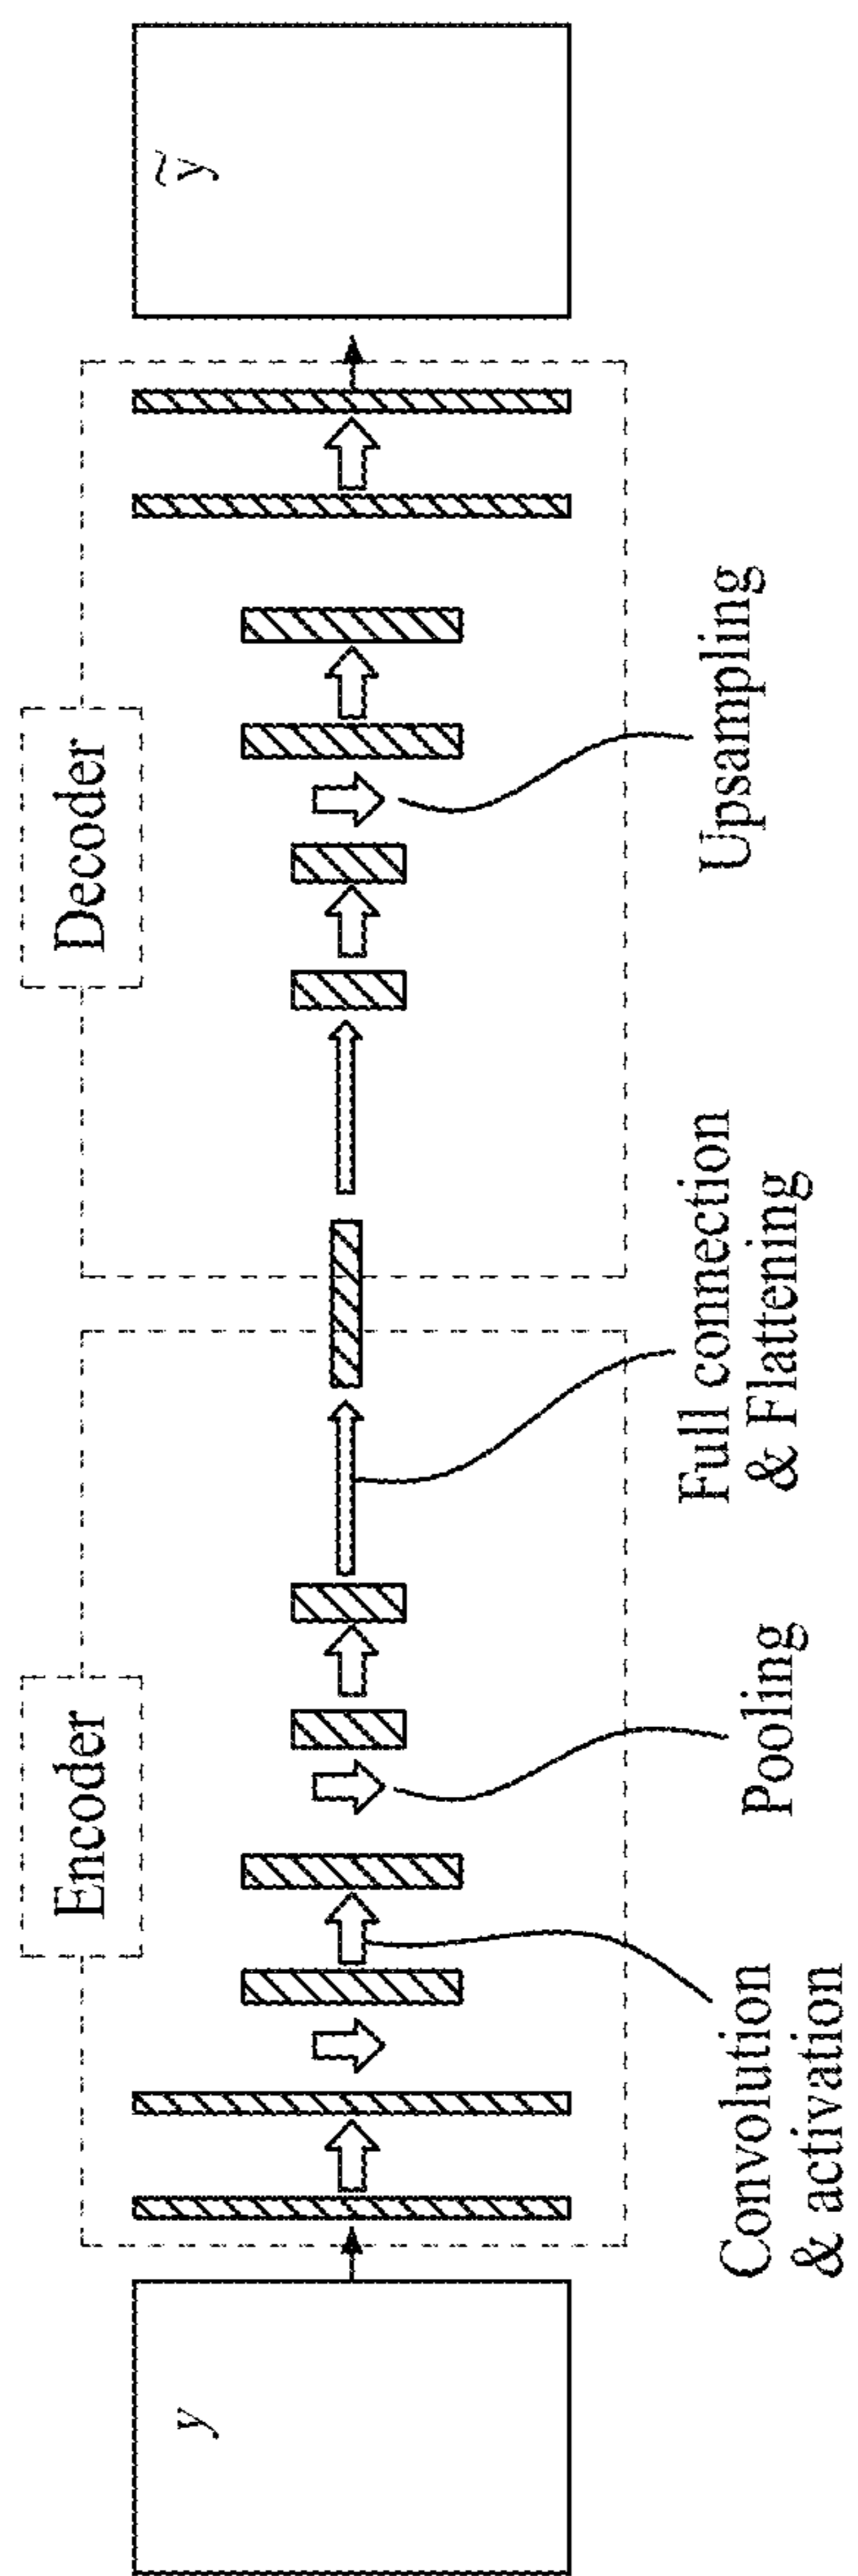 Encoder
Decoder
y
ỹ
Convolution
& activation
Pooling
Full connection
& Flattening
Upsampling